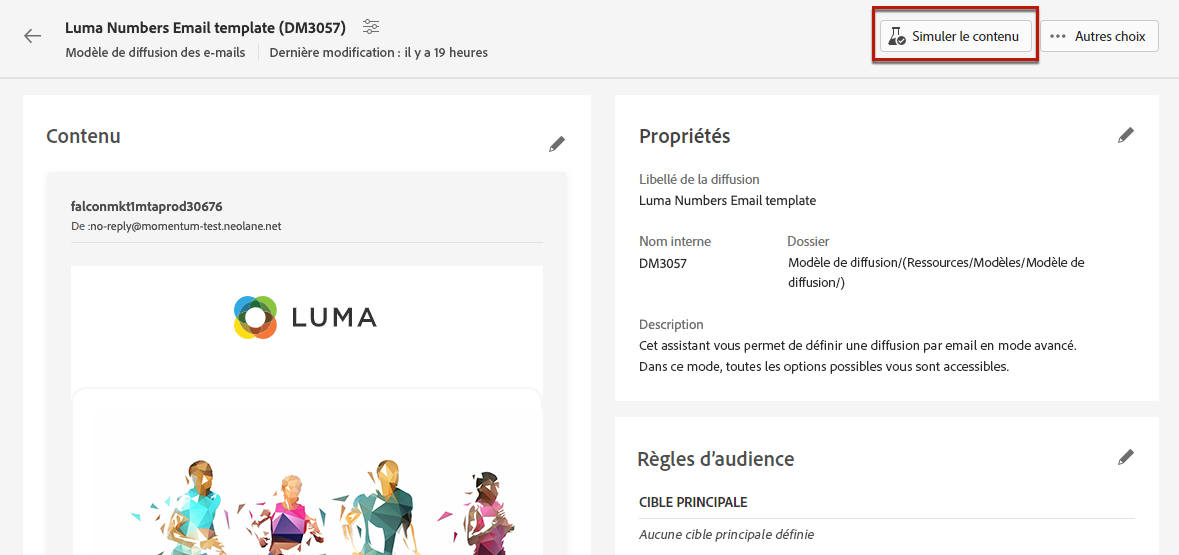 Luma Numbers Email template (DM3057)
Modèle de diffusion des e-mails
Dernière modification : il y a 19 heures
Simuler le contenu
Autres choix
Contenu
falconmkt1mtaprod30676
De :no-reply@momentum-test.neolane.net
LUMA
Propriétés
Libellé de la diffusion
Luma Numbers Email template
Nom interne
DM3057
Dossier
Modèle de diffusion/(Ressources/Modèles/Modèle de
diffusion/)
Description
Cet assistant vous permet de définir une diffusion par email en mode avancé.
Dans ce mode, toutes les options possibles vous sont accessibles.
Règles d’audience
CIBLE PRINCIPALE
Aucune cible principale définie